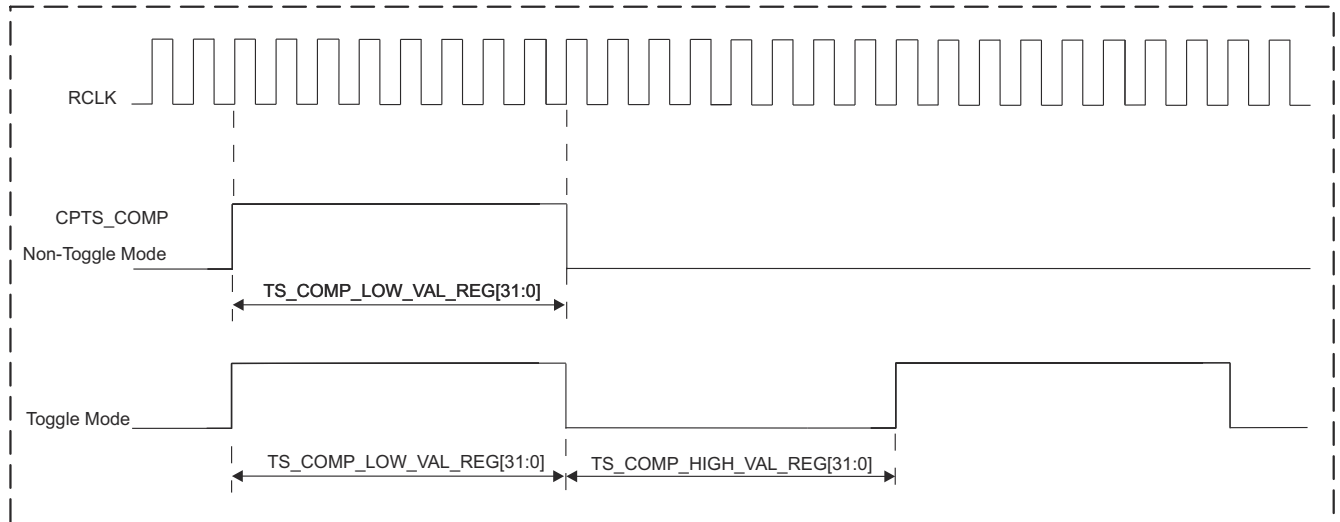 RCLK
CPTS_COMP
Non-Toggle Mode
TS_COMP_LOW_VAL_REG[31:0]
Toggle Mode
TS_COMP_LOW_VAL_REG[31:0]
TS_COMP_HIGH_VAL_REG[31:0]